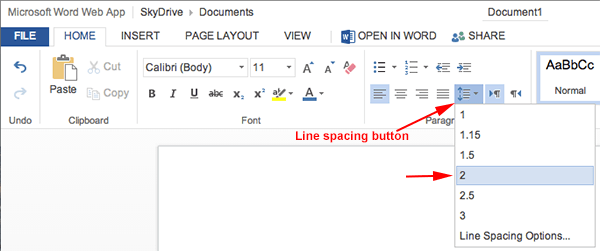 Microsoft Word Web App SkyDrive ▸ Documents Document1
FILE HOME INSERT PAGE LAYOUT VIEW OPEN IN WORD SHARE
Paste
Cut
Copy
Calibri (Body) 11
B I U abc x₂ x² ab A
Undo Clipboard Font Paragr
AaBbCc
Normal
Line spacing button
1
1.15
1.5
2
2.5
3
Line Spacing Options...